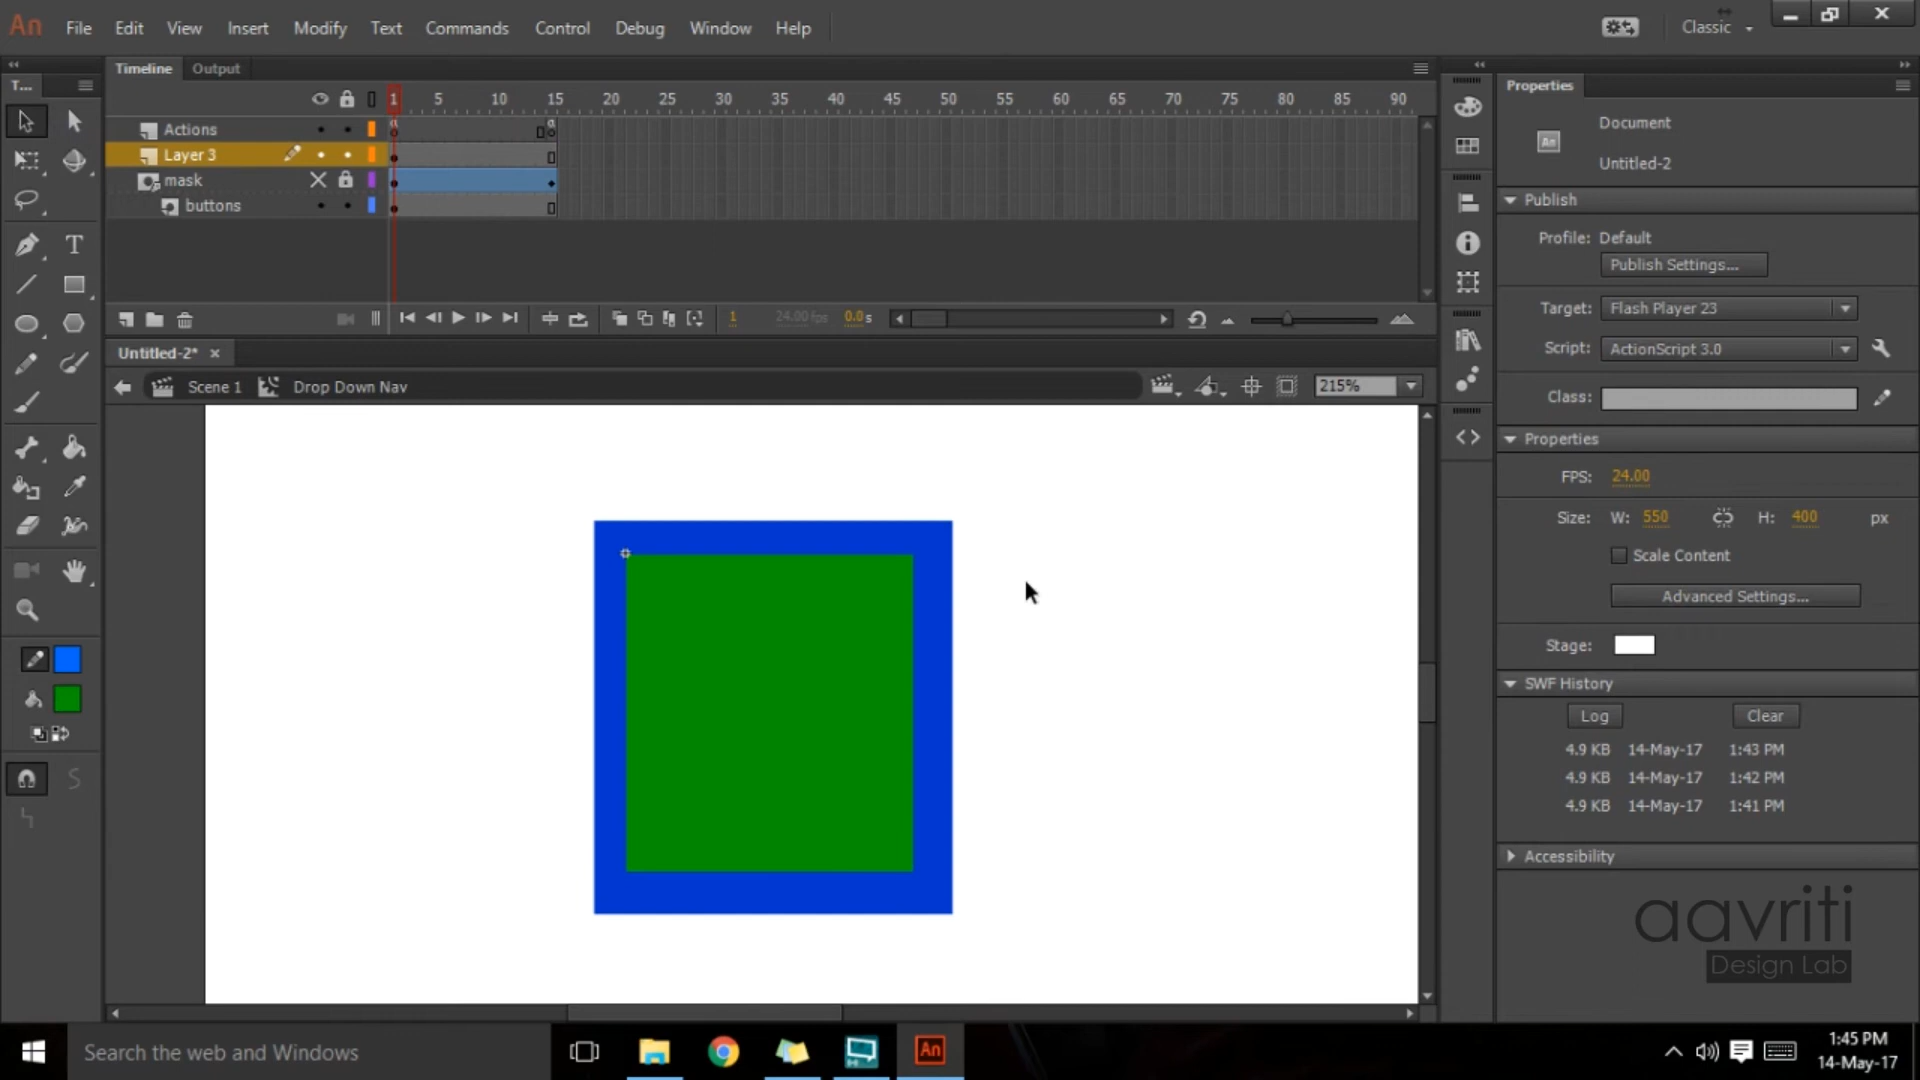 An File Edit View Insert Modify Text Commands Control Debug Window Help Classic
Timeline Output
T... Properties
1 5 10 15 20 25 30 35 40 45 50 55 60 65 70 75 80 85 90
Actions
Layer 3
mask
buttons
1 24.00 fps 0.0 s
Untitled-2*
Scene 1 Drop Down Nav 215%
An Document
Untitled-2
Publish
Profile: Default
Publish Settings...
Target: Flash Player 23
Script: ActionScript 3.0
Class:
Properties
FPS: 24.00
Size: W: 550 H: 400 px
Scale Content
Advanced Settings...
Stage:
SWF History
Log Clear
4.9 KB 14-May-17 1:43 PM
4.9 KB 14-May-17 1:42 PM
4.9 KB 14-May-17 1:41 PM
Accessibility
aavriti
Design Lab
Search the web and Windows An 1:45 PM
14-May-17